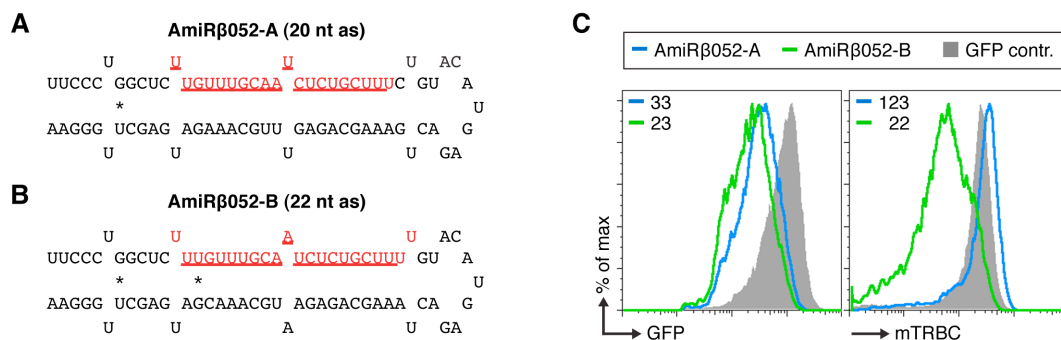 A
AmiRβ052-A (20 nt as)
U U U U AC
UUCCC GGCUC UGUUUGCAA CUCUGCUUUC GU A
* U
AAGGG UCGAG AGAAACGUU GAGACGAAAG CA G
U U U U GA
B
AmiRβ052-B (22 nt as)
U U A U AC
UUCCC GGCUC UUGUUUGCA UCUCUGCUUU GU A
* * U
AAGGG UCGAG AGCAAACGU AGAGACGAAA CA G
U U A U GA
C
AmiRβ052-A AmiRβ052-B GFP contr.
33 123
23 22
% of max
GFP mTRBC